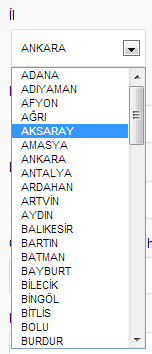 İl
ANKARA
ADANA
ADIYAMAN
AFYON
AĞRI
AKSARAY
AMASYA
ANKARA
ANTALYA
ARDAHAN
ARTVİN
AYDIN
BALIKESİR
BARTIN
BATMAN
BAYBURT
BİLECİK
BİNGÖL
BİTLİS
BOLU
BURDUR